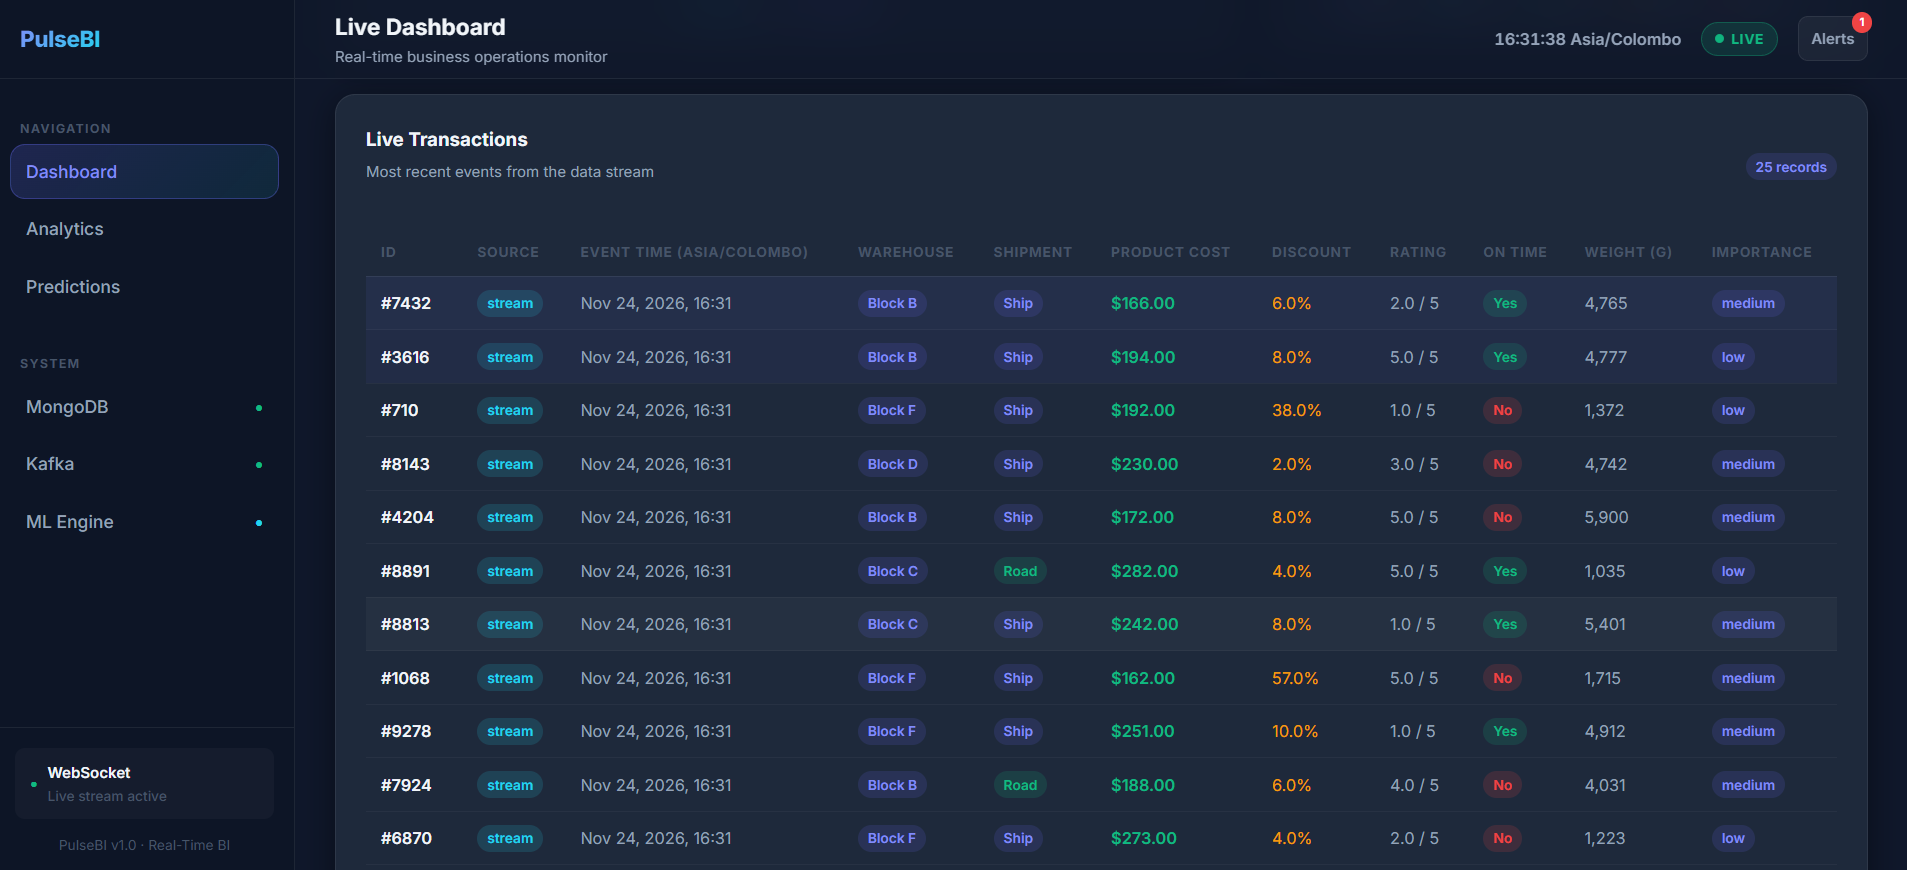 PulseBI
Live Dashboard
Real-time business operations monitor
16:31:38 Asia/Colombo
LIVE
Alerts
1
NAVIGATION
Dashboard
Analytics
Predictions
SYSTEM
MongoDB
Kafka
ML Engine
WebSocket
Live stream active
PulseBI v1.0 · Real-Time BI
Live Transactions
Most recent events from the data stream
25 records
ID SOURCE EVENT TIME (ASIA/COLOMBO) WAREHOUSE SHIPMENT PRODUCT COST DISCOUNT RATING ON TIME WEIGHT (G) IMPORTANCE
#7432 stream Nov 24, 2026, 16:31 Block B Ship $166.00 6.0% 2.0 / 5 Yes 4,765 medium
#3616 stream Nov 24, 2026, 16:31 Block B Ship $194.00 8.0% 5.0 / 5 Yes 4,777 low
#710 stream Nov 24, 2026, 16:31 Block F Ship $192.00 38.0% 1.0 / 5 No 1,372 low
#8143 stream Nov 24, 2026, 16:31 Block D Ship $230.00 2.0% 3.0 / 5 No 4,742 medium
#4204 stream Nov 24, 2026, 16:31 Block B Ship $172.00 8.0% 5.0 / 5 No 5,900 medium
#8891 stream Nov 24, 2026, 16:31 Block C Road $282.00 4.0% 5.0 / 5 Yes 1,035 low
#8813 stream Nov 24, 2026, 16:31 Block C Ship $242.00 8.0% 1.0 / 5 Yes 5,401 medium
#1068 stream Nov 24, 2026, 16:31 Block F Ship $162.00 57.0% 5.0 / 5 No 1,715 medium
#9278 stream Nov 24, 2026, 16:31 Block F Ship $251.00 10.0% 1.0 / 5 Yes 4,912 medium
#7924 stream Nov 24, 2026, 16:31 Block B Road $188.00 6.0% 4.0 / 5 No 4,031 medium
#6870 stream Nov 24, 2026, 16:31 Block F Ship $273.00 4.0% 2.0 / 5 No 1,223 low